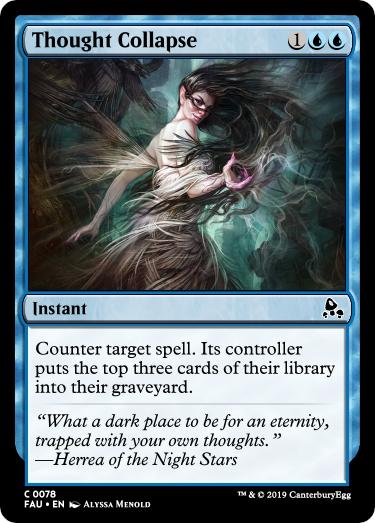 Thought Collapse 1
Instant
Counter target spell. Its controller
puts the top three cards of their library
into their graveyard.
“What a dark place to be for an eternity,
trapped with your own thoughts.”
—Herrea of the Night Stars
C 0078
FAU • EN Alyssa Menold
™ & © 2019 CanterburyEgg